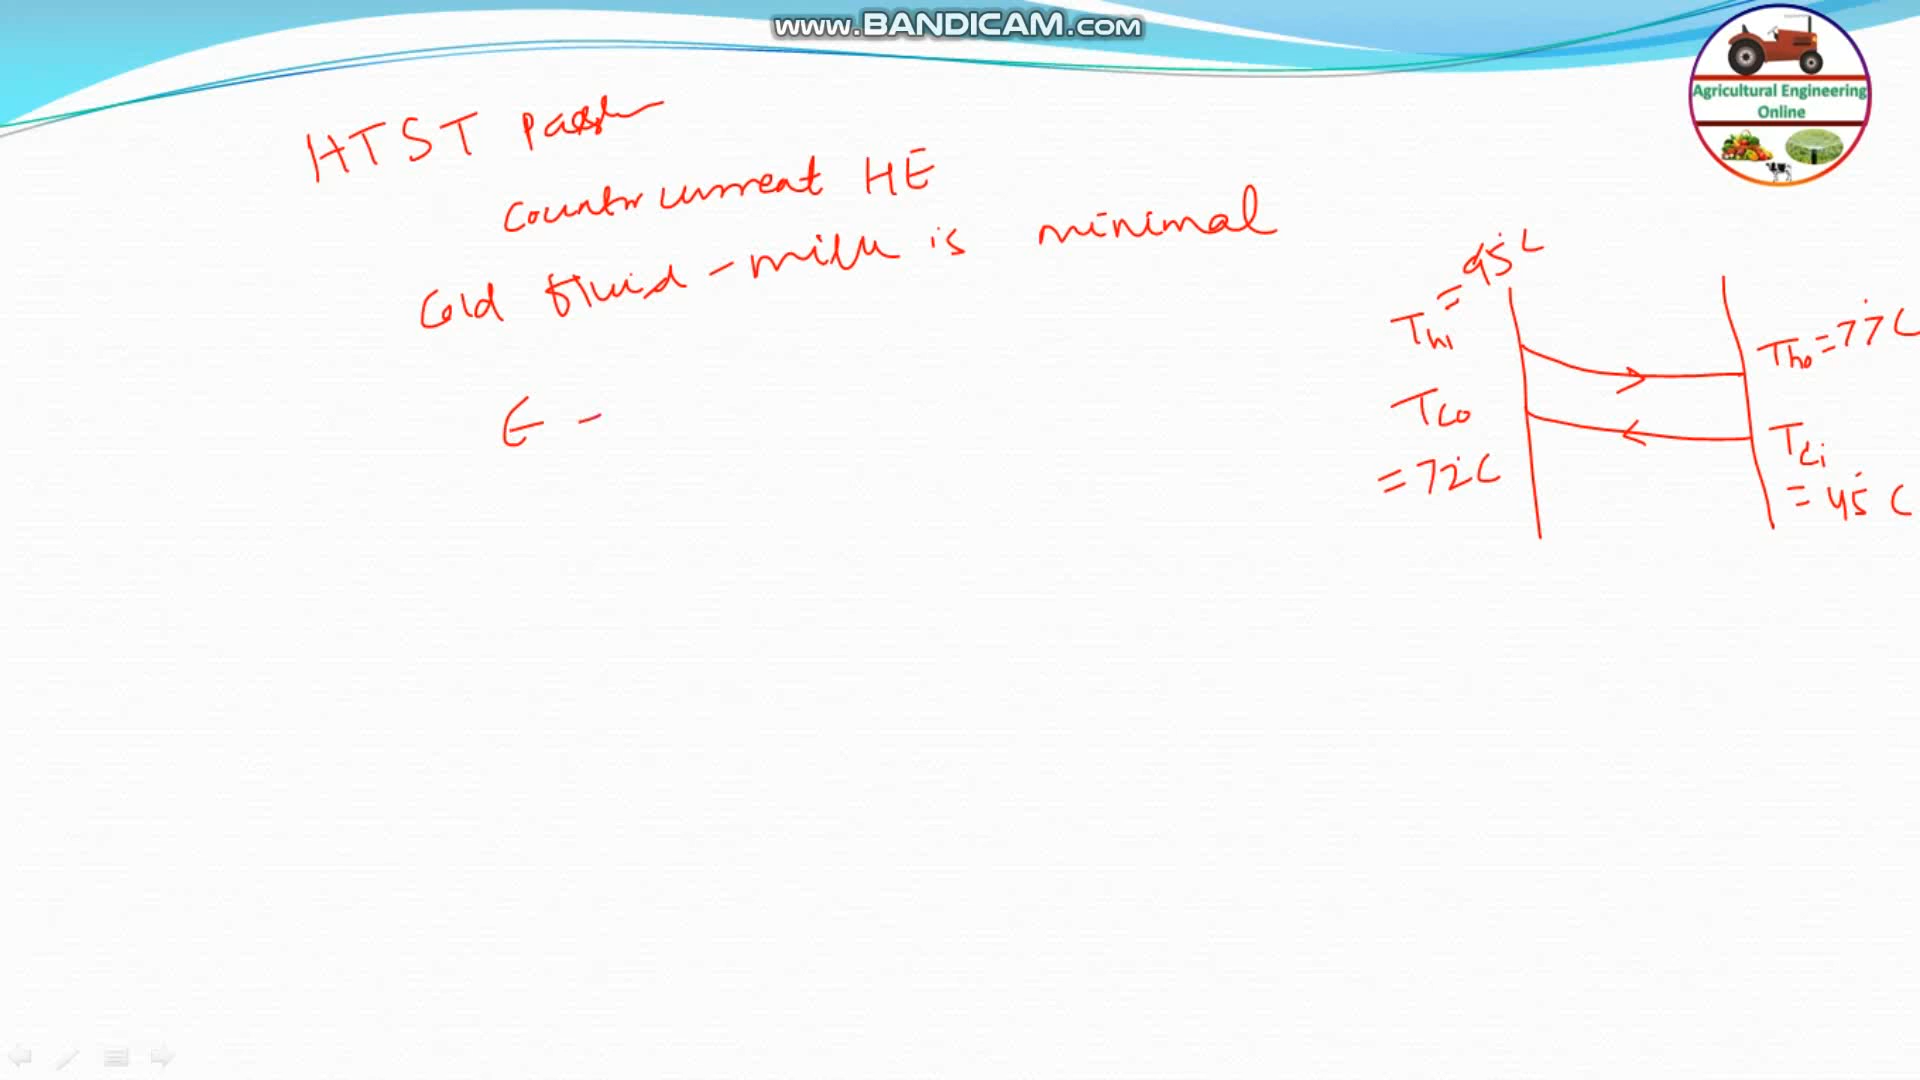 www.BANDICAM.com
Agricultural Engineering
Online
HTST
countercurrent HE
Cold fluid - milk is minimal
E -
Thi = 95°C
Tho = 77°C
Tco
= 72°C
Tci
= 45°C